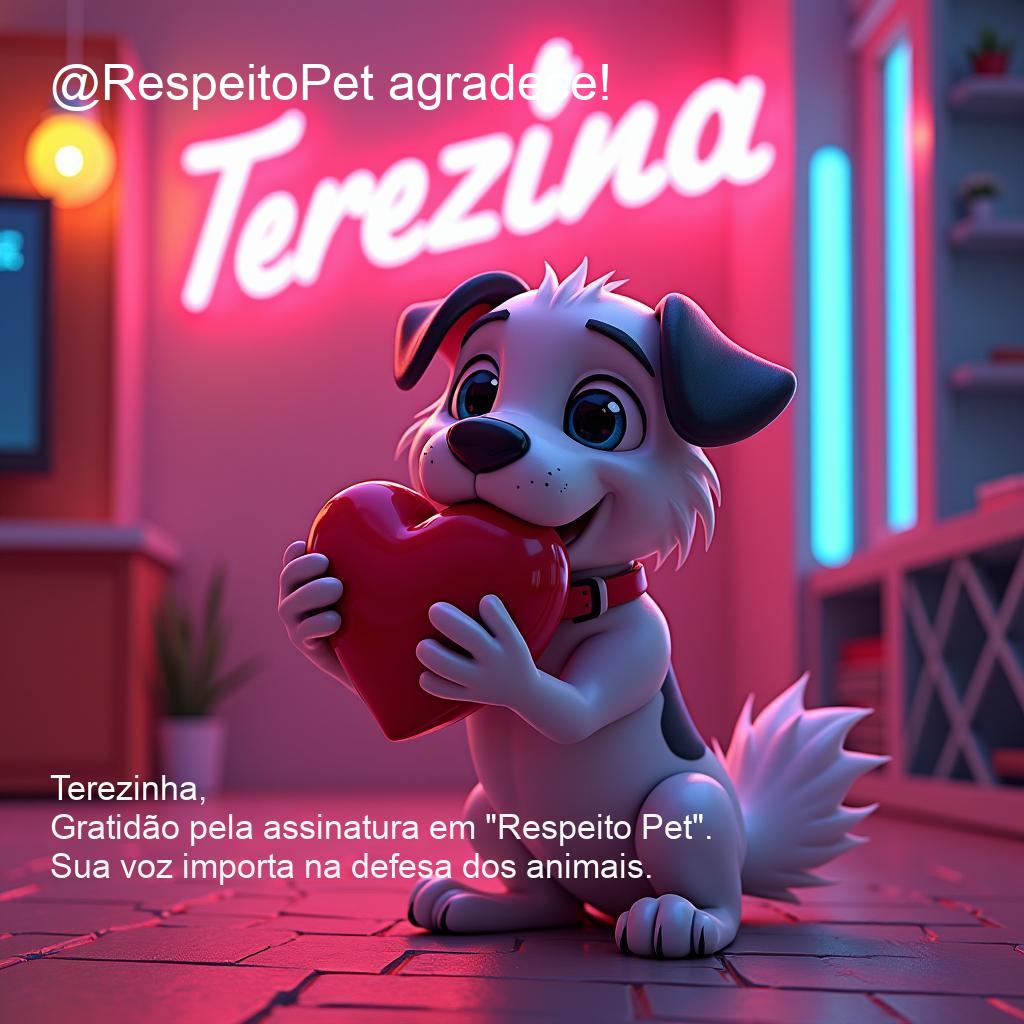 @RespeitoPet agradece!
Terezina
Terezinha,
Gratidão pela assinatura em "Respeito Pet".
Sua voz importa na defesa dos animais.